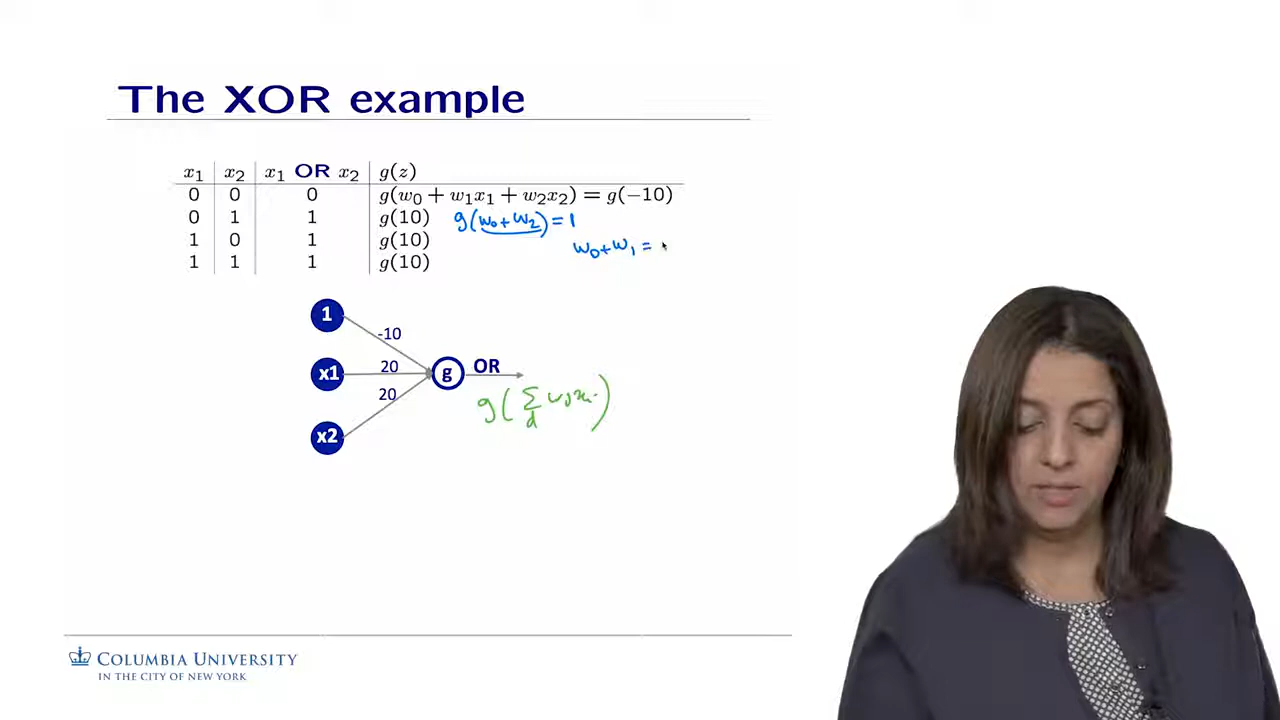 The XOR example
x1 x2 x1 OR x2 g(z)
0 0 0 g(w0 + w1x1 + w2x2) = g(−10)
0 1 1 g(10) g(w0+w2) = 1
1 0 1 g(10) w0+w1 =
1 1 1 g(10)
1
-10
x1 20 g OR
20
g(∑
x2
COLUMBIA UNIVERSITY
IN THE CITY OF NEW YORK